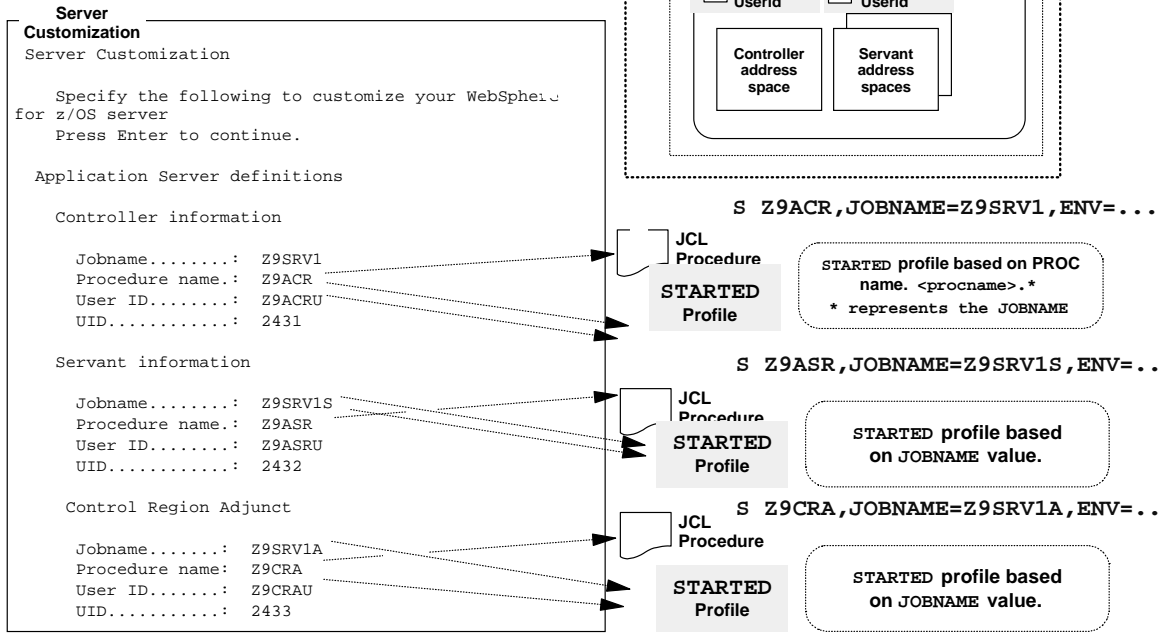 Server
Customization
Server Customization
Specify the following to customize your
for z/OS server
Press Enter to continue.
Application Server definitions
Controller information
Jobname........: Z9SRV1
Procedure name.: Z9ACR
User ID........: Z9ACRU
UID............: 2431
Servant information
Jobname........: Z9SRV1S
Procedure name.: Z9ASR
User ID........: Z9ASRU
UID............: 2432
Control Region Adjunct
Jobname.......: Z9SRV1A
Procedure name: Z9CRA
User ID.......: Z9CRAU
UID...........: 2433
Userid
Userid
Controller
address
space
Servant
address
spaces
S Z9ACR,JOBNAME=Z9SRV1,ENV=...
JCL
Procedure
STARTED
Profile
STARTED profile based on PROC
name. <procname>.*
* represents the JOBNAME
S Z9ASR,JOBNAME=Z9SRV1S,ENV=..
JCL
Procedure
STARTED
Profile
STARTED profile based
on JOBNAME value.
S Z9CRA,JOBNAME=Z9SRV1A,ENV=..
JCL
Procedure
STARTED
Profile
STARTED profile based
on JOBNAME value.